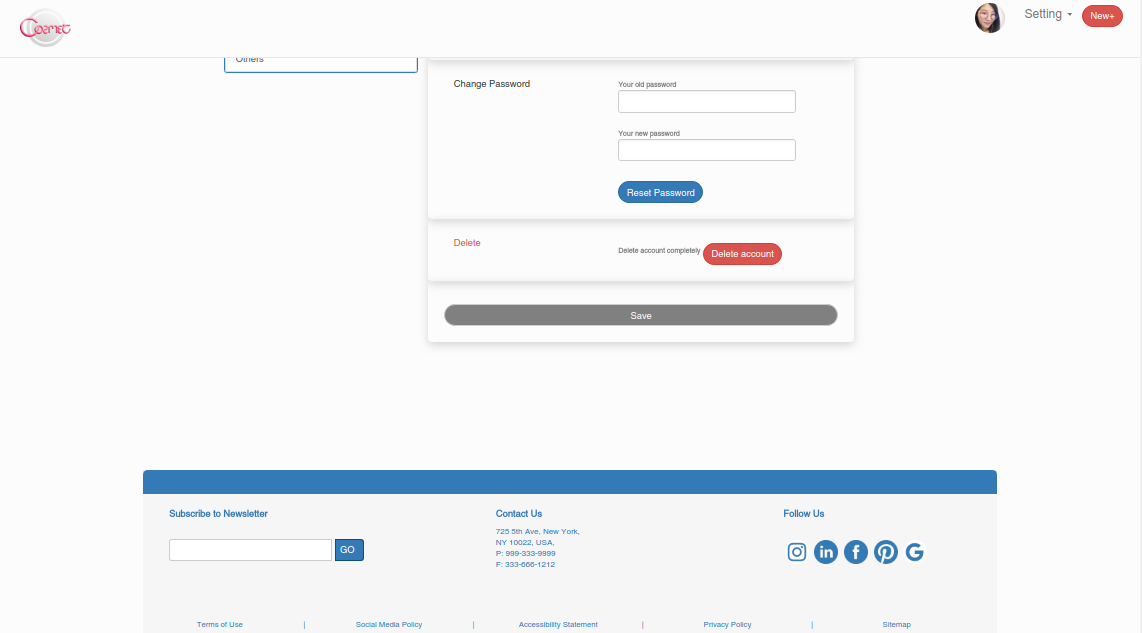 Cosmet
Setting
New+
Others
Change Password
Your old password
Your new password
Reset Password
Delete
Delete account completely
Delete account
Save
Subscribe to Newsletter
GO
Contact Us
725 5th Ave, New York,
NY 10022, USA,
P: 999-333-9999
F: 333-666-1212
Follow Us
Terms of Use | Social Media Policy | Accessibility Statement | Privacy Policy | Sitemap